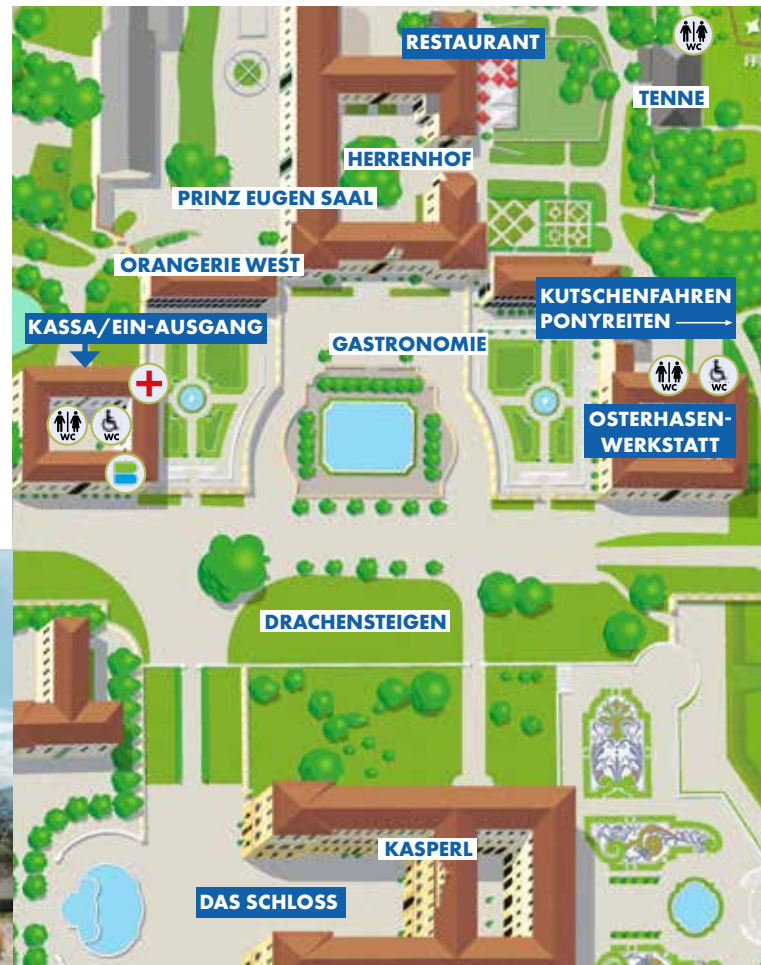 RESTAURANT
WC
TENNE
HERRENHOF
PRINZ EUGEN SAAL
ORANGERIE WEST
KUTSCHENFAHREN
PONYREITEN
KASSA/EIN-AUSGANG
GASTRONOMIE
WC
WC
WC
WC
OSTERHASEN-
WERKSTATT
DRACHENSTEIGEN
KASPERL
DAS SCHLOSS